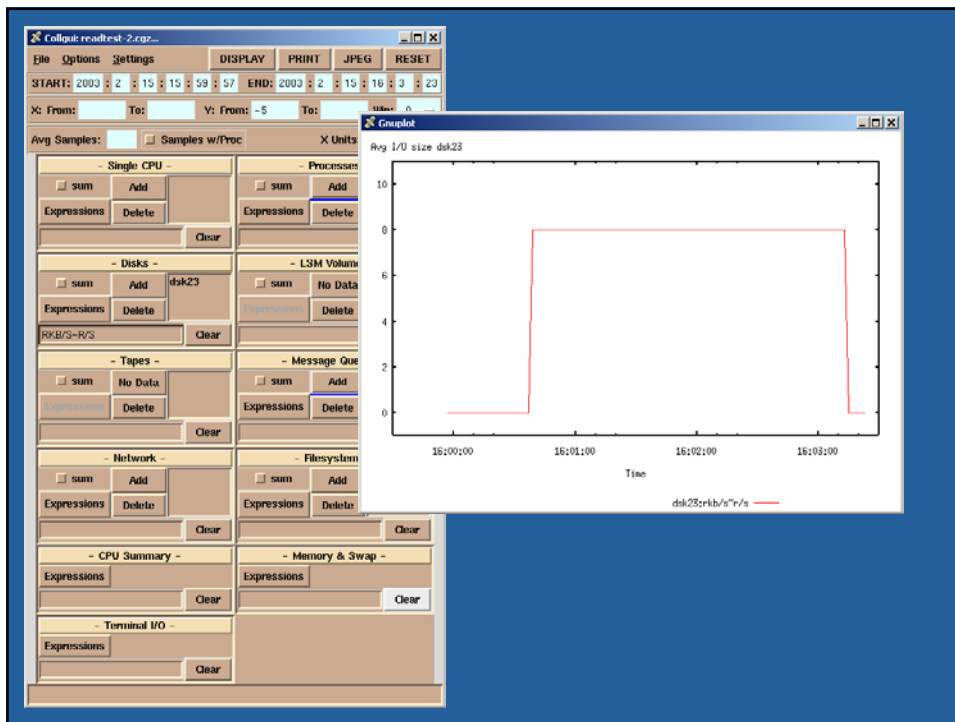 Collgui: readtest-2.cgz...
File Options Settings DISPLAY PRINT JPEG RESET
START: 2003 : 2 : 15 : 15 : 59 : 57 END: 2003 : 2 : 15 : 16 : 3 : 23
X: From: To: Y: From: -5 To:
Avg Samples: Samples w/Proc X Units
- Single CPU -
sum Add
Expressions Delete
Clear
- Processes
sum Add
Expressions Delete
- Disks -
sum Add dsk23
Expressions Delete
RKB/S~R/S Clear
- LSM Volume
sum No Data
Expressions Delete
- Tapes -
sum No Data
Expressions Delete
Clear
- Message Que
sum Add
Expressions Delete
- Network -
sum Add
Expressions Delete
Clear
- Filesystem
sum Add
Expressions Delete
Clear
- CPU Summary -
Expressions
Clear
- Memory & Swap -
Expressions
Clear
- Terminal I/O -
Expressions
Clear
Gnuplot
Avg I/O size dsk23
10
8
6
4
2
0
16:00:00 16:01:00 16:02:00 16:03:00
Time
dsk23:rkb/s~r/s